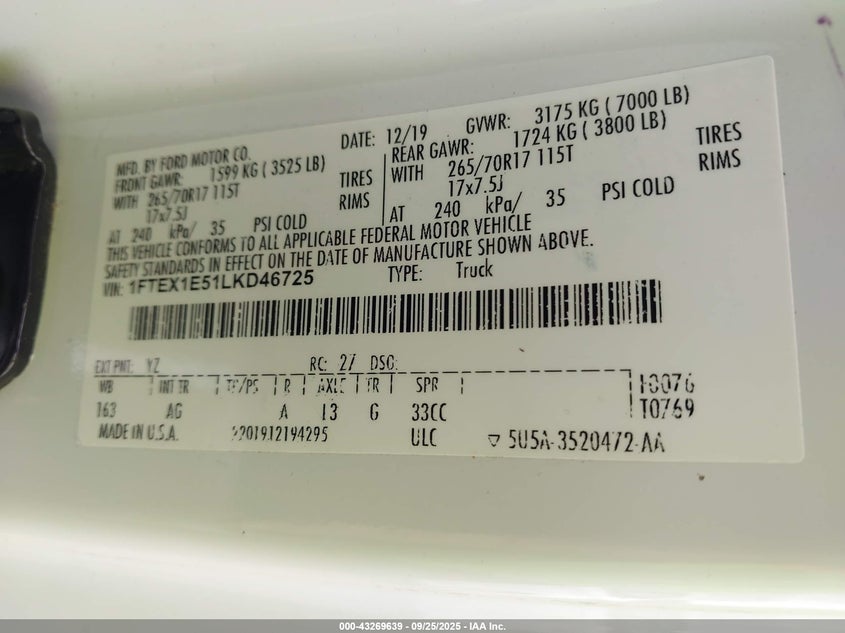 MFD. BY FORD MOTOR CO.
DATE: 12/19 GVWR: 3175 KG ( 7000 LB)
FRONT GAWR: 1599 KG ( 3525 LB) REAR GAWR: 1724 KG ( 3800 LB)
WITH 265/70R17 115T TIRES WITH 265/70R17 115T TIRES
17x7.5J RIMS 17x7.5J RIMS
AT 240 kPa/ 35 PSI COLD AT 240 kPa/ 35 PSI COLD
THIS VEHICLE CONFORMS TO ALL APPLICABLE FEDERAL MOTOR VEHICLE
SAFETY STANDARDS IN EFFECT ON THE DATE OF MANUFACTURE SHOWN ABOVE.
VIN: 1FTEX1E51LKD46725 TYPE: Truck
EXT PNT: YZ RC: 27 DSO:
WB INT TR TP/PS R AXLE TR SPR
163 AG A 13 G 33CC T0769
MADE IN U.S.A. ULC 5U5A-3520472-AA
000-43269639 - 09/25/2025 - IAA Inc.